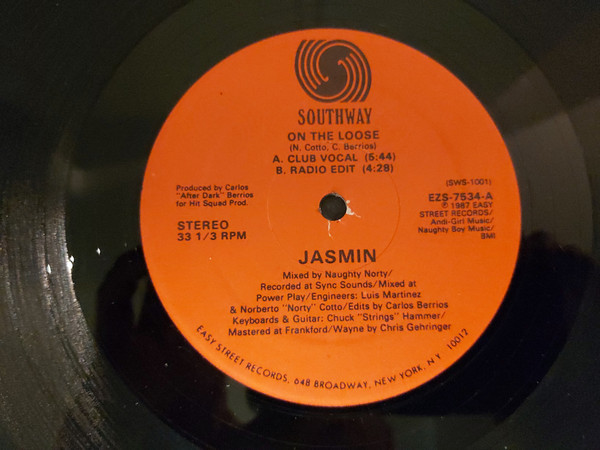 SOUTHWAY
ON THE LOOSE
(N. Cotto, C. Berrios)
A. CLUB VOCAL (5:44)
B. RADIO EDIT (4:28)
Produced by Carlos
"After Dark" Berrios
for Hit Squad Prod.
STEREO
33 1/3 RPM
(SWS-1001)
EZS-7534-A
℗ 1987 EASY
STREET RECORDS/
Andi-Girl Music/
Naughty Boy Music/
BMI
JASMIN
Mixed by Naughty Norty/
Recorded at Sync Sounds/Mixed at
Power Play/Engineers: Luis Martinez
& Norberto "Norty" Cotto/Edits by Carlos Berrios
Keyboards & Guitar: Chuck "Strings" Hammer/
Mastered at Frankford/Wayne by Chris Gehringer
EASY STREET RECORDS, 648 BROADWAY, NEW YORK, N.Y. 10012